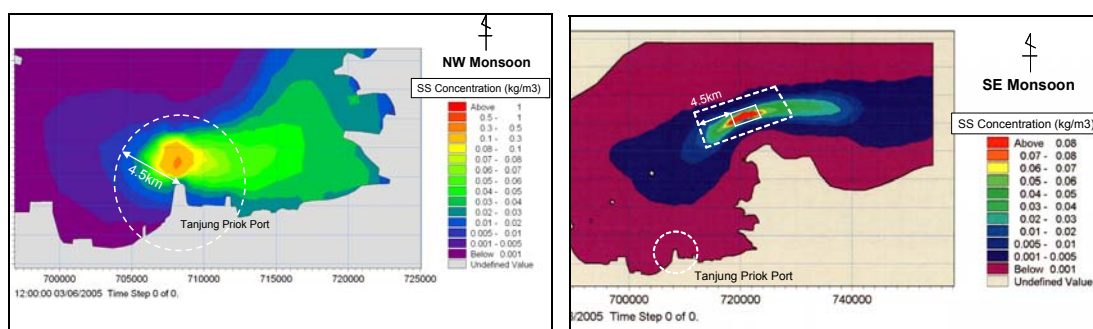 NW Monsoon
SS Concentration (kg/m3)
Above 1
0.5 - 1
0.3 - 0.5
0.1 - 0.3
0.08 - 0.1
0.07 - 0.08
0.06 - 0.07
0.05 - 0.06
0.04 - 0.05
0.03 - 0.04
0.02 - 0.03
0.01 - 0.02
0.005 - 0.01
0.001 - 0.005
Below 0.001
Undefined Value
4.5km
Tanjung Priok Port
700000 705000 710000 715000 720000 725000
12:00:00 03/06/2005 Time Step 0 of 0.
SE Monsoon
SS Concentration (kg/m3)
Above 0.08
0.07 - 0.08
0.06 - 0.07
0.05 - 0.06
0.04 - 0.05
0.03 - 0.04
0.02 - 0.03
0.01 - 0.02
0.005 - 0.01
0.001 - 0.005
Below 0.001
Undefined Value
4.5km
Tanjung Priok Port
700000 720000 740000
6/2005 Time Step 0 of 0.